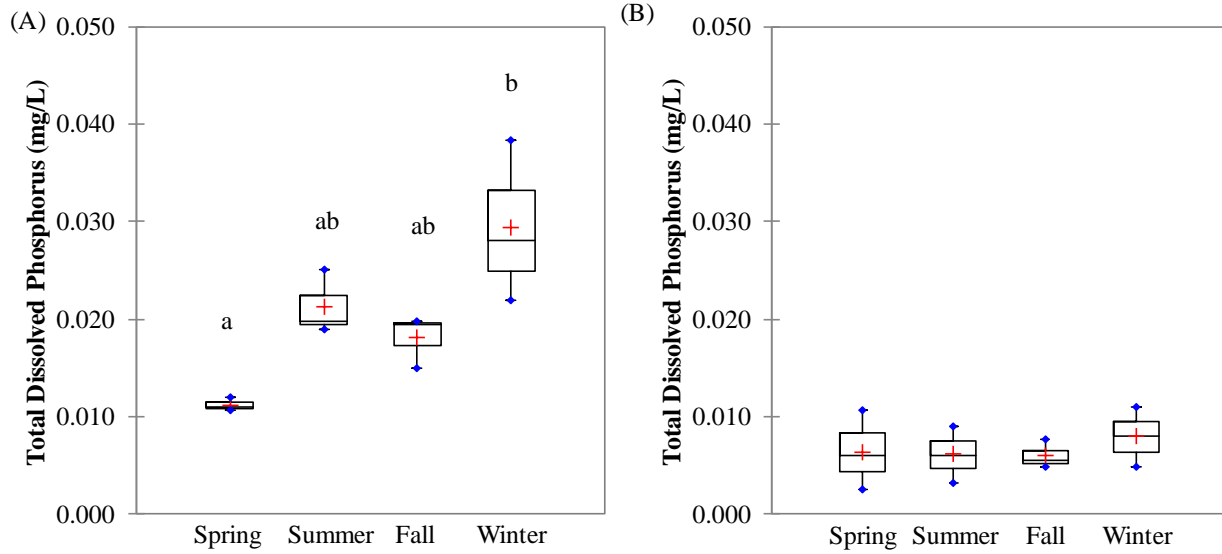 (A)
Total Dissolved Phosphorus (mg/L)
0.050
0.040
0.030
0.020
0.010
0.000
a
ab
ab
b
Spring Summer Fall Winter
(B)
Total Dissolved Phosphorus (mg/L)
0.050
0.040
0.030
0.020
0.010
0.000
Spring Summer Fall Winter